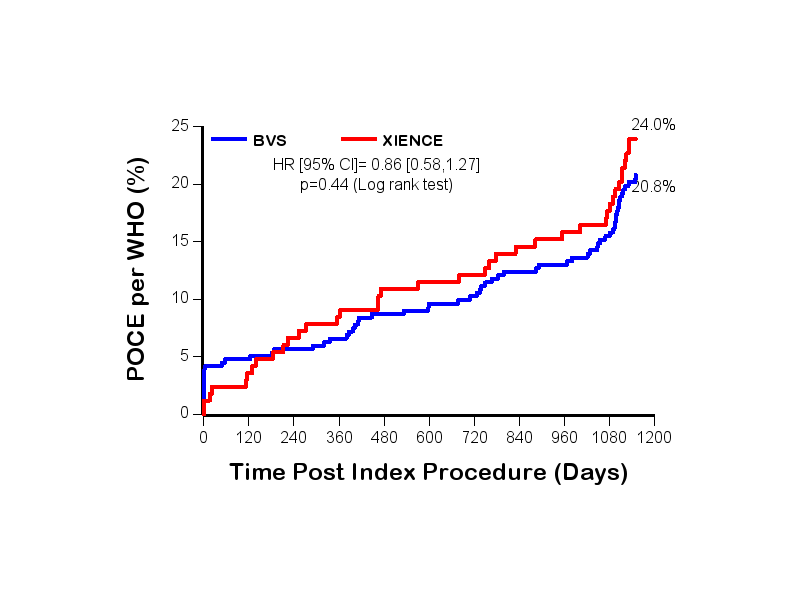 24.0%
25
BVS XIENCE
HR [95% CI]= 0.86 [0.58,1.27]
p=0.44 (Log rank test)
20
20.8%
15
10
5
0
POCE per WHO (%)
0 120 240 360 480 600 720 840 960 1080 1200
Time Post Index Procedure (Days)